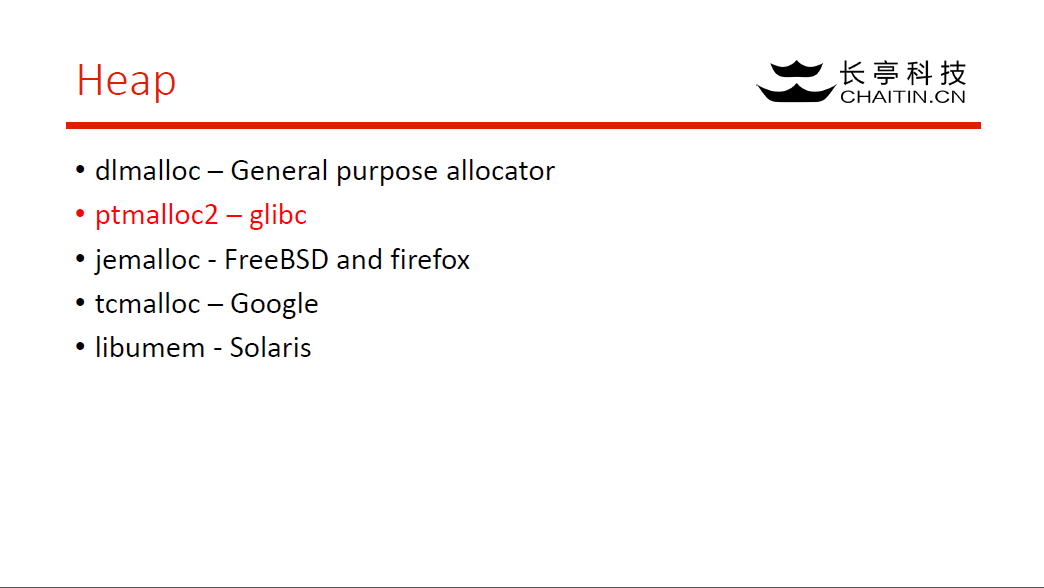 Heap
长亭科技
CHAITIN.CN
• dlmalloc – General purpose allocator
• ptmalloc2 – glibc
• jemalloc - FreeBSD and firefox
• tcmalloc – Google
• libumem - Solaris